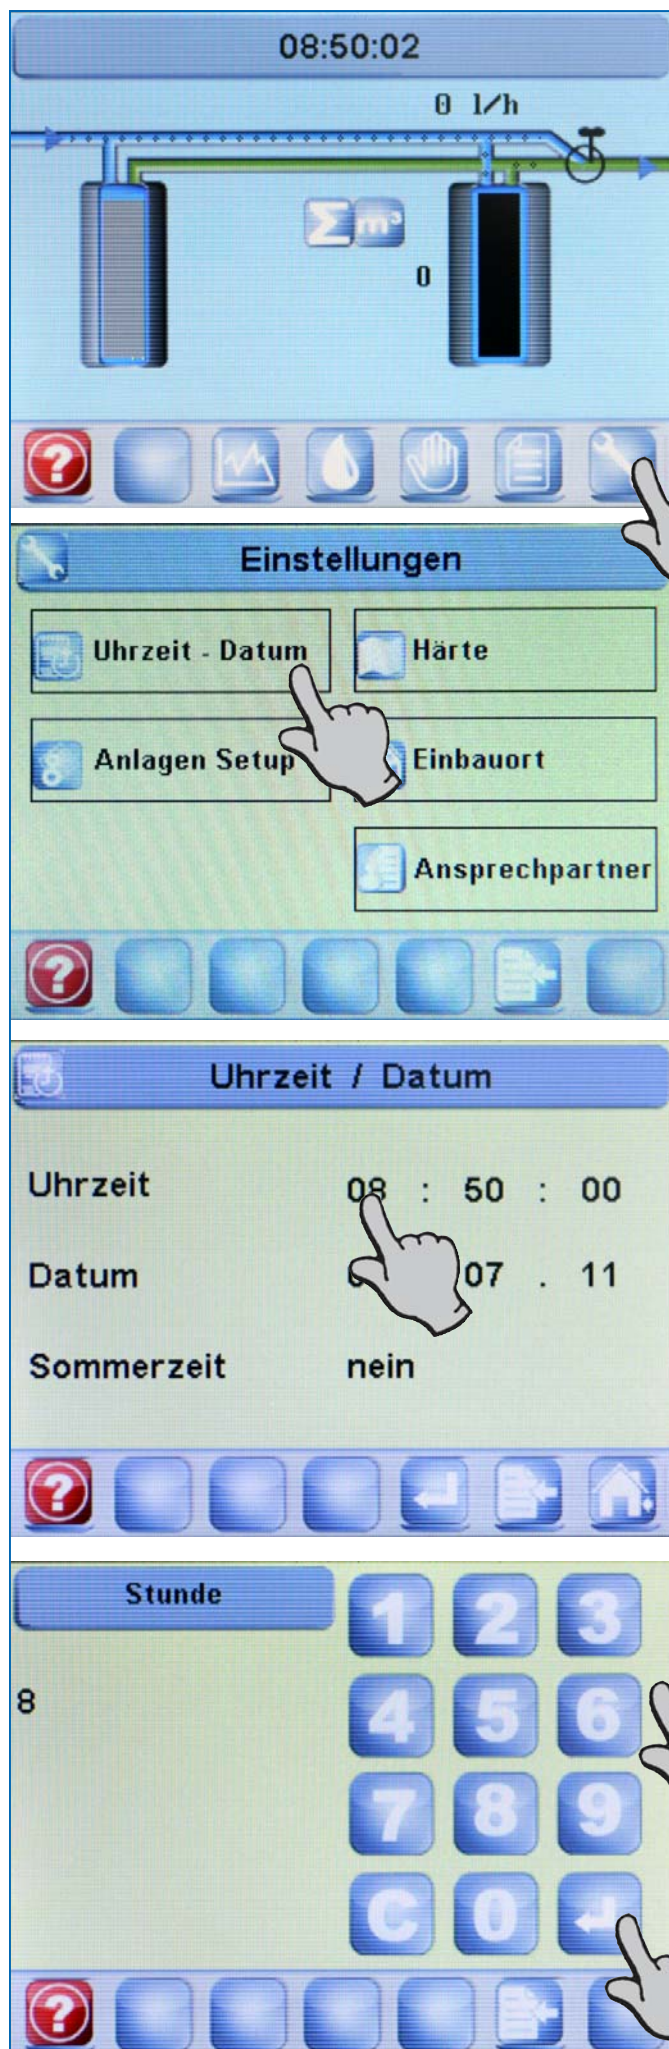 08:50:02
0 l/h
Σ m³
0
?
Einstellungen
Uhrzeit - Datum
Härte
Anlagen Setup
Einbauort
Ansprechpartner
?
Uhrzeit / Datum
Uhrzeit 08 : 50 : 00
Datum 07 . 11
Sommerzeit nein
?
Stunde
1 2 3
8
4 5 6
7 8 9
C 0
?